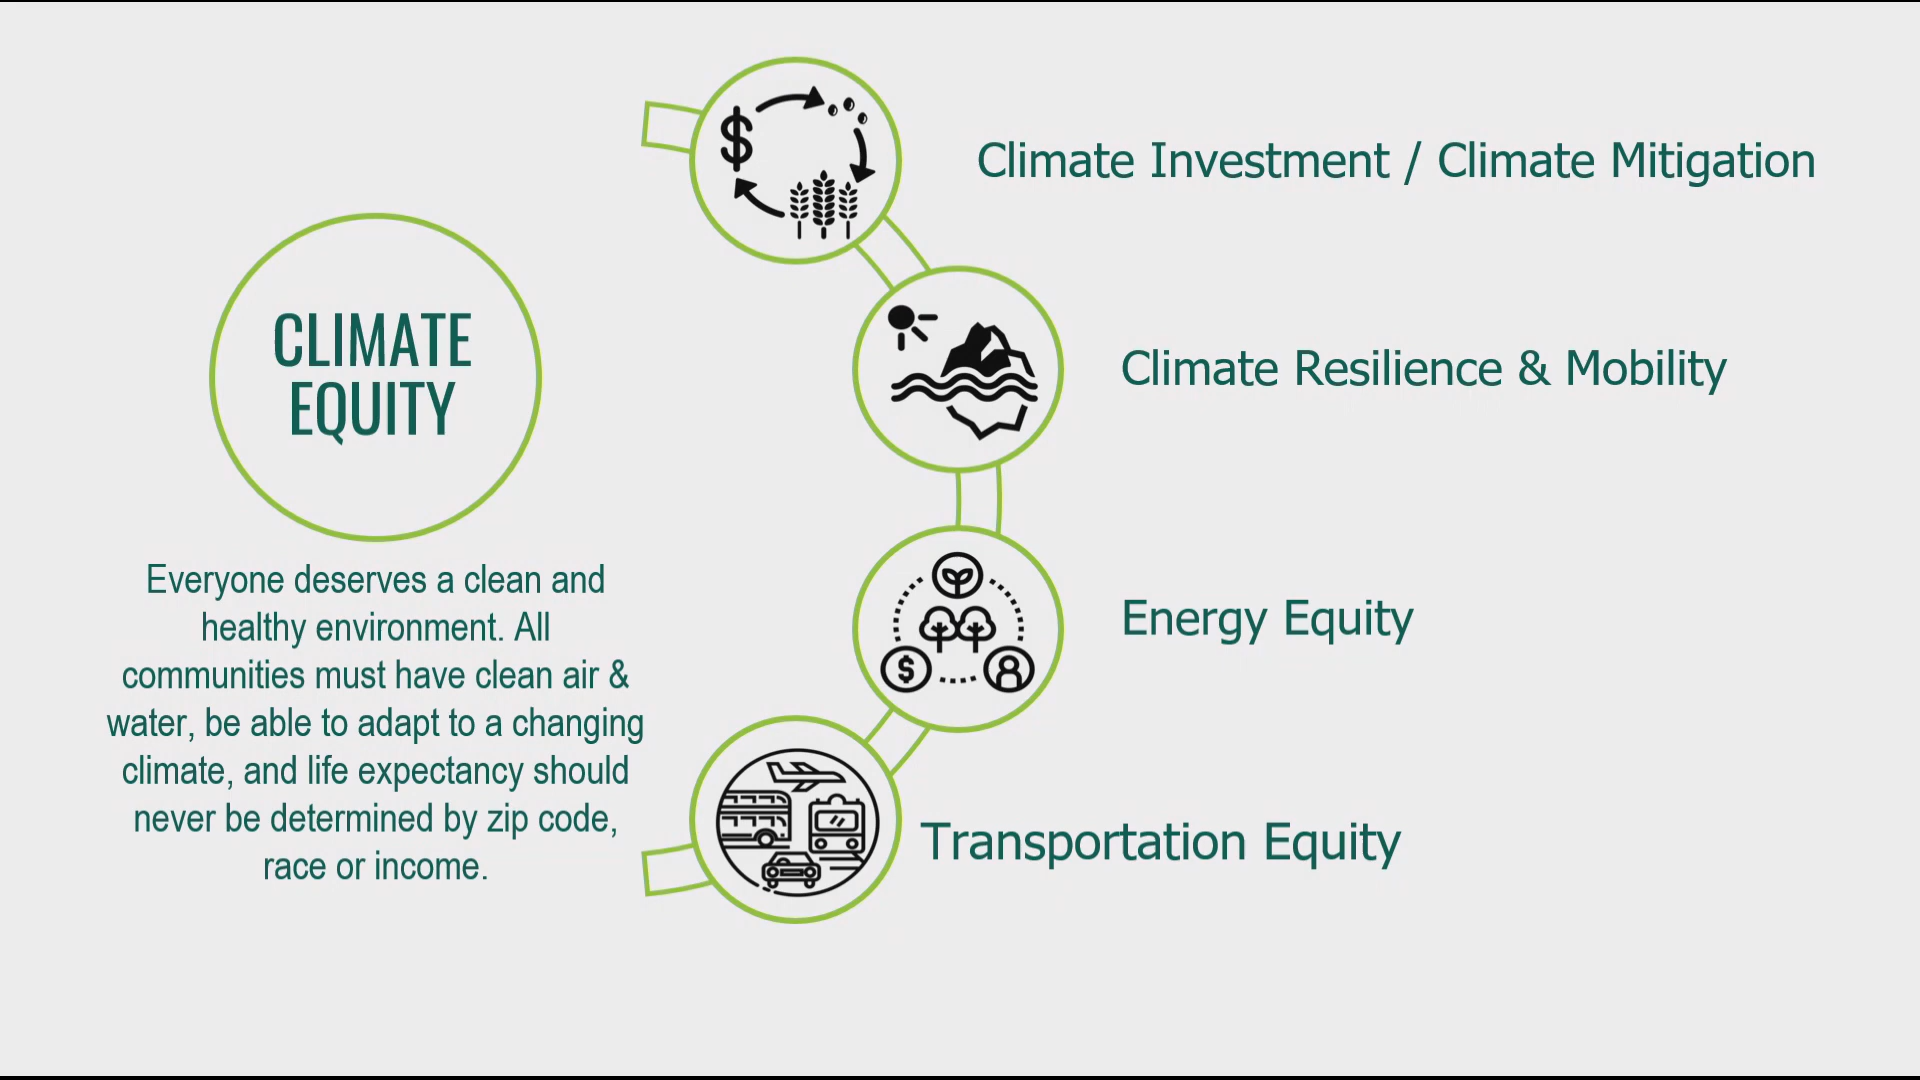 CLIMATE
EQUITY
Everyone deserves a clean and
healthy environment. All
communities must have clean air &
water, be able to adapt to a changing
climate, and life expectancy should
never be determined by zip code,
race or income.
$
Climate Investment / Climate Mitigation
Climate Resilience & Mobility
$
Energy Equity
Transportation Equity